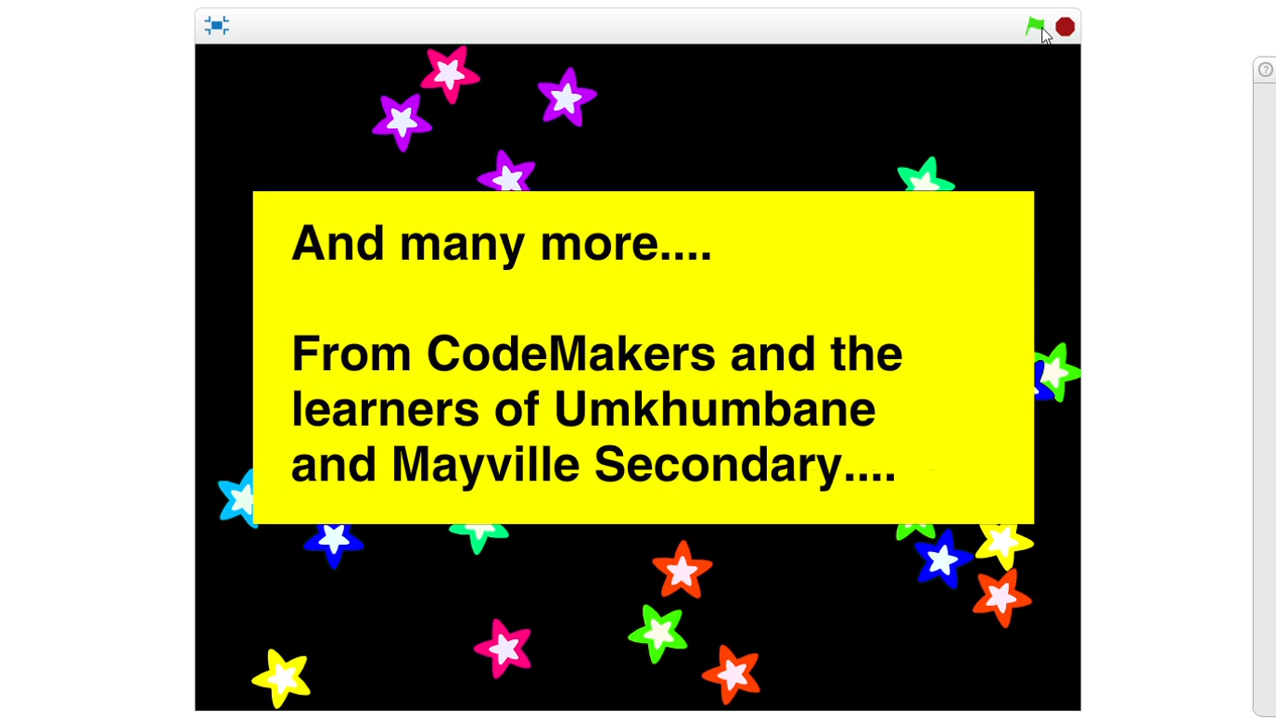 And many more....
From CodeMakers and the
learners of Umkhumbane
and Mayville Secondary....